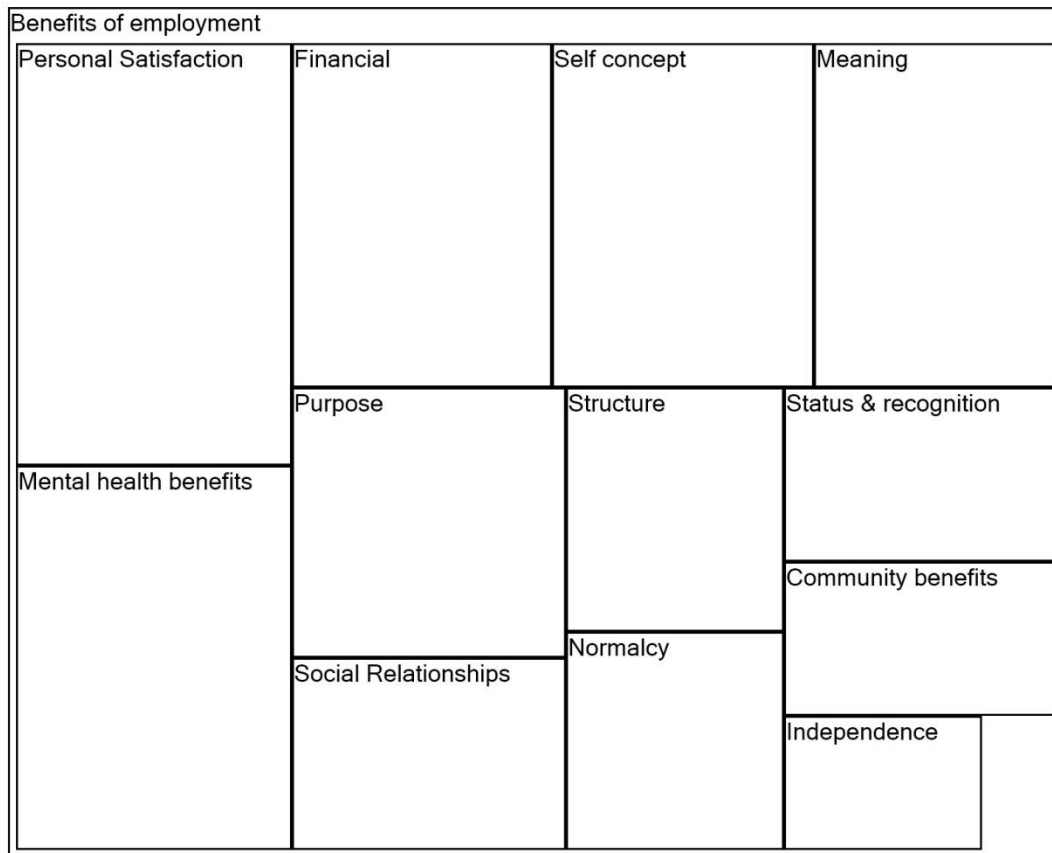 Benefits of employment
Personal Satisfaction
Financial
Self concept
Meaning
Purpose
Structure
Status & recognition
Mental health benefits
Community benefits
Social Relationships
Normalcy
Independence